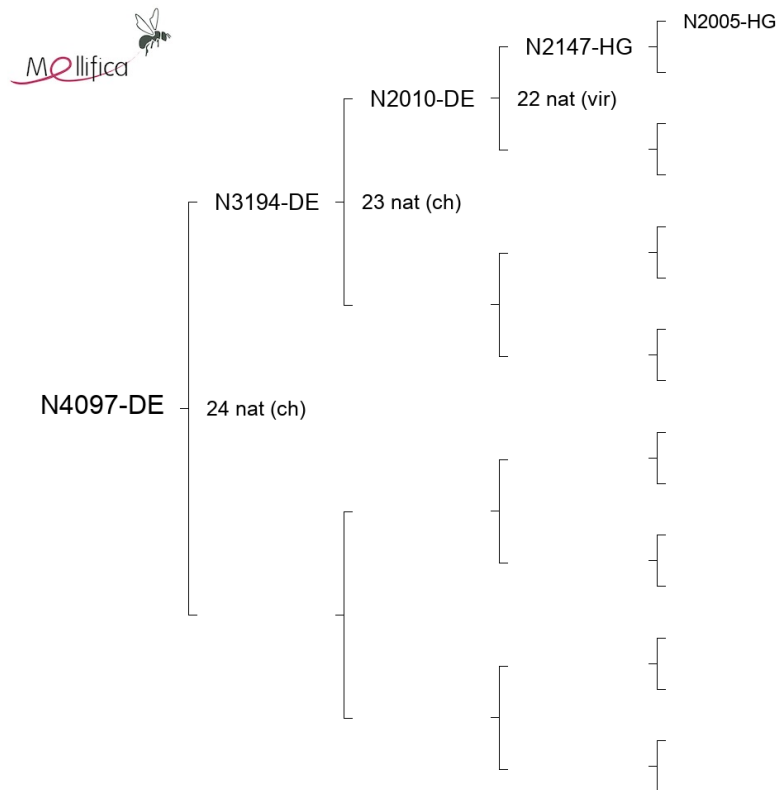 Mellifica
N2005-HG
N2147-HG
N2010-DE
22 nat (vir)
N3194-DE
23 nat (ch)
N4097-DE
24 nat (ch)